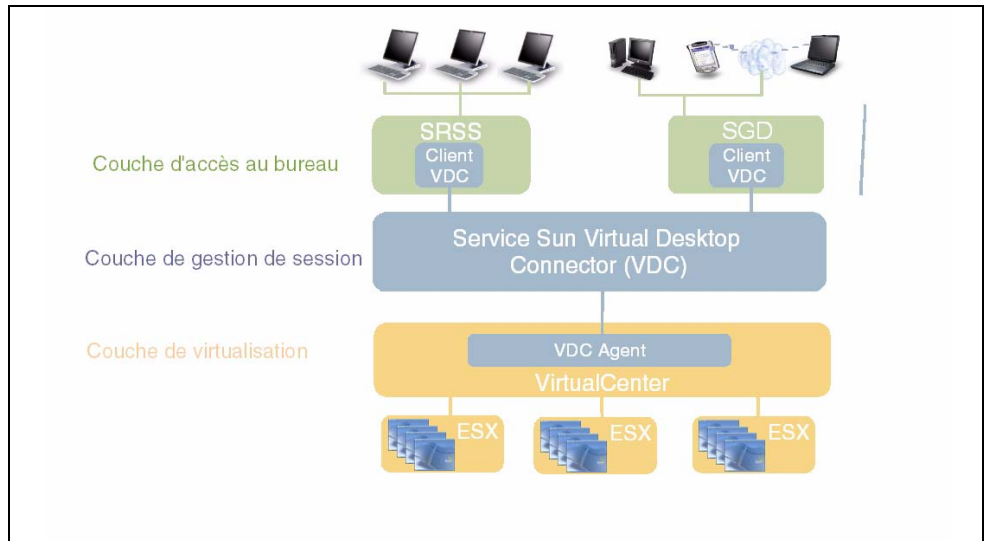 SRSS
Client
VDC
SGD
Client
VDC
Couche d'accès au bureau
Service Sun Virtual Desktop
Connector (VDC)
Couche de gestion de session
Couche de virtualisation
VDC Agent
VirtualCenter
ESX
ESX
ESX